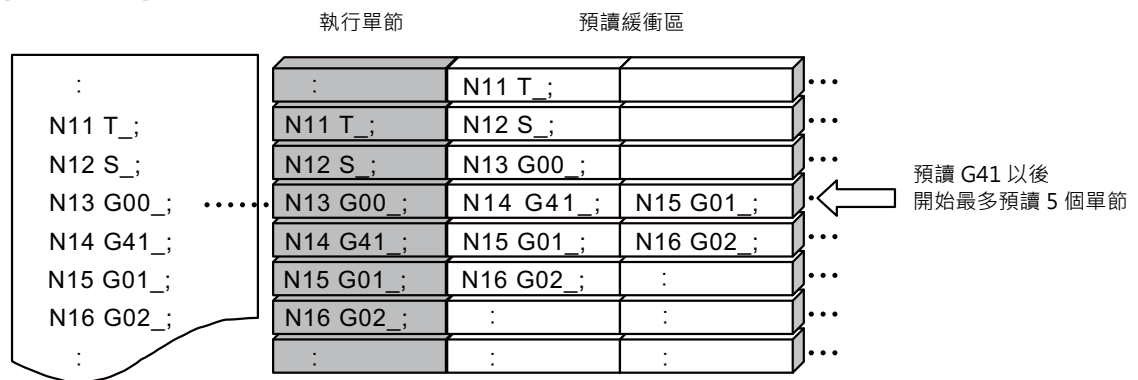 執行單節 預讀緩衝區
:
N11 T_;
N12 S_;
N13 G00_; ······
N14 G41_;
N15 G01_;
N16 G02_;
:
: N11 T_; ···
N11 T_; N12 S_; ···
N12 S_; N13 G00_; ···
N13 G00_; N14 G41_; N15 G01_; ·
N14 G41_; N15 G01_; N16 G02_; ···
N15 G01_; N16 G02_; : ···
N16 G02_; : : ···
: : : ···
預讀 G41 以後
開始最多預讀 5 個單節